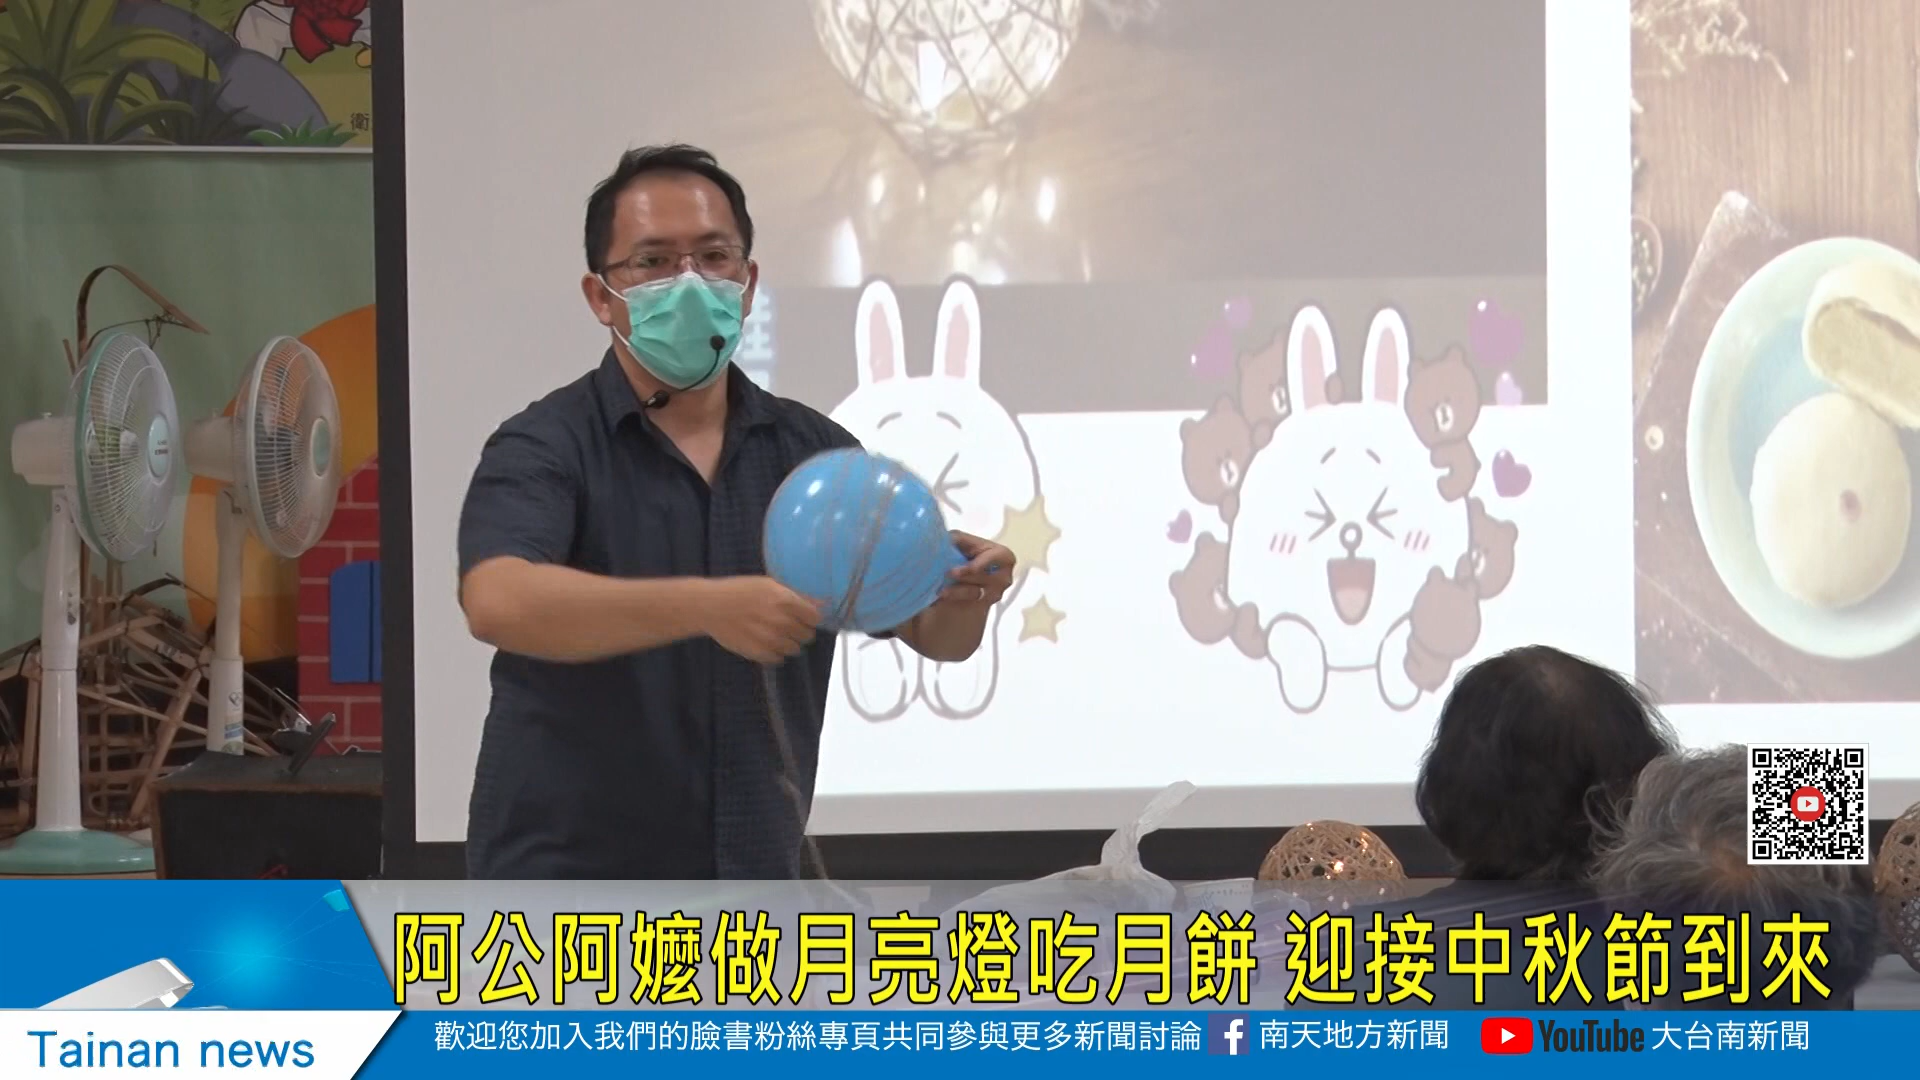 衛
阿公阿嬤做月亮燈吃月餅 迎接中秋節到來
Tainan news
歡迎您加入我們的臉書粉絲專頁共同參與更多新聞討論 南天地方新聞 YouTube 大台南新聞